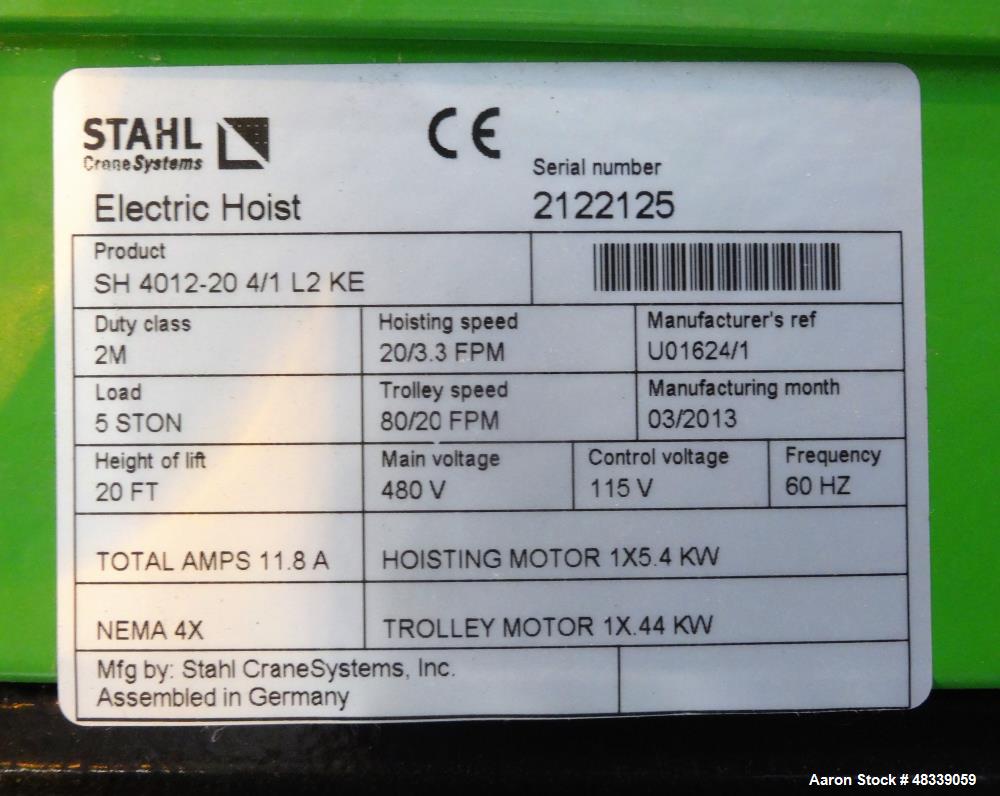 STAHL
CraneSystems
CE
Serial number
Electric Hoist
2122125
Product
SH 4012-20 4/1 L2 KE
Duty class
2M
Hoisting speed
20/3.3 FPM
Manufacturer's ref
U01624/1
Load
5 STON
Trolley speed
80/20 FPM
Manufacturing month
03/2013
Height of lift
20 FT
Main voltage
480 V
Control voltage
115 V
Frequency
60 HZ
TOTAL AMPS 11.8 A
HOISTING MOTOR 1X5.4 KW
NEMA 4X
TROLLEY MOTOR 1X.44 KW
Mfg by: Stahl CraneSystems, Inc.
Assembled in Germany
Aaron Stock # 48339059